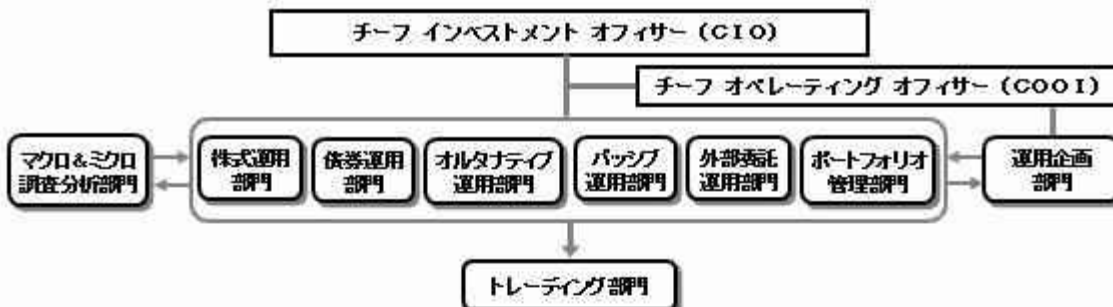 チーフ インベストメント オフィサー (CIO)
チーフ オペレーティング オフィサー (COOI)
マクロ&ミクロ
調査分析部門
株式運用
部門
債券運用
部門
オルタナティブ
運用部門
パッシブ
運用部門
外部委託
運用部門
ポートフォリオ
管理部門
運用企画
部門
トレーディング部門